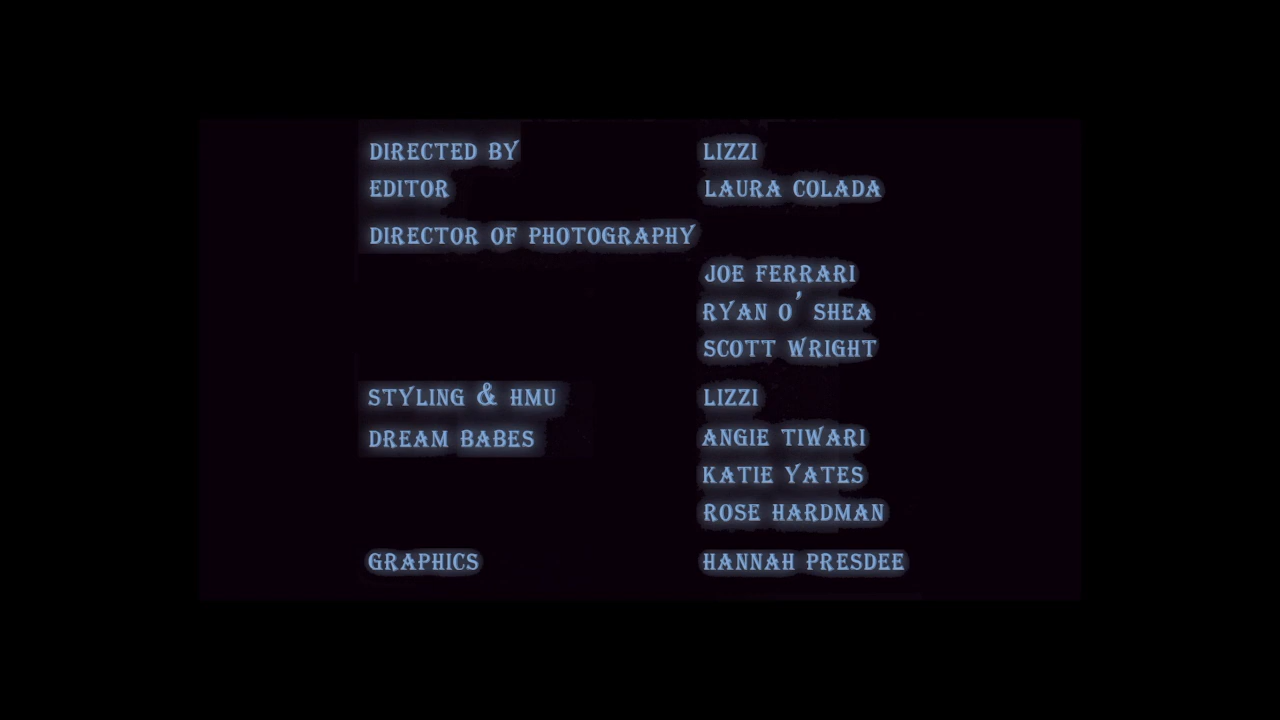 DIRECTED BY LIZZI
EDITOR LAURA COLADA
DIRECTOR OF PHOTOGRAPHY
JOE FERRARI
RYAN O' SHEA
SCOTT WRIGHT
STYLING & HMU LIZZI
DREAM BABES ANGIE TIWARI
KATIE YATES
ROSE HARDMAN
GRAPHICS HANNAH PRESDEE